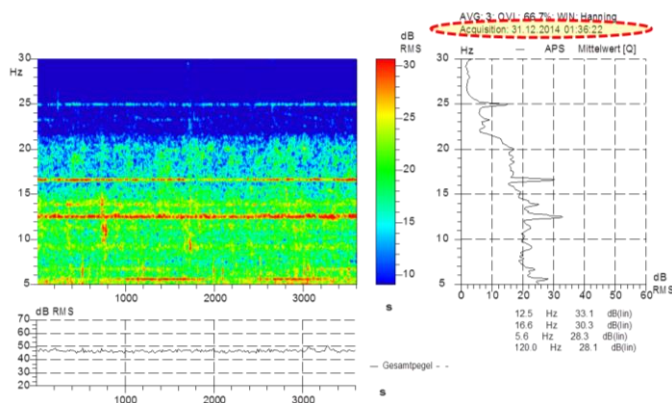 AVG: 3; OVL: 66.7%; WIN: Hanning
Acquisition: 31.12.2014 01:36:22
dB
RMS
Hz — APS Mittelwert [Q]
30
Hz
25
20
15
10
5
1000 2000 3000
s
30
25
20
15
10
30
25
20
15
10
5
0 10 20 30 40 50 60
dB
RMS
12.5 Hz 33.1 dB(lin)
16.6 Hz 30.3 dB(lin)
5.6 Hz 28.3 dB(lin)
120.0 Hz 28.1 dB(lin)
dB RMS
70
60
50
40
30
20
1000 2000 3000
— Gesamtpegel - -
s